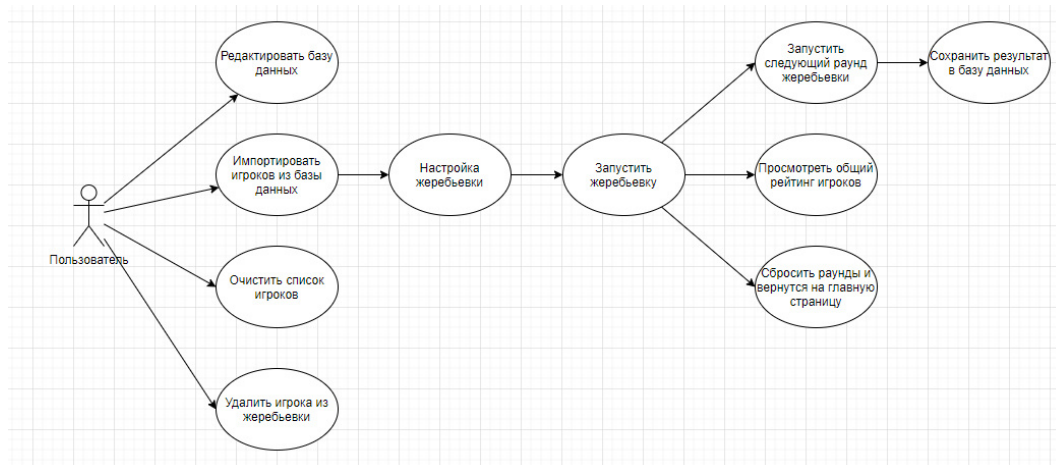 Редактировать базу
данных
Импортировать
игроков из базы
данных
Очистить список
игроков
Удалить игрока из
жеребьевки
Пользователь
Настройка
жеребьевки
Запустить
жеребьевку
Запустить
следующий раунд
жеребьевки
Сохранить результат
в базу данных
Просмотреть общий
рейтинг игроков
Сбросить раунды и
вернутся на главную
страницу